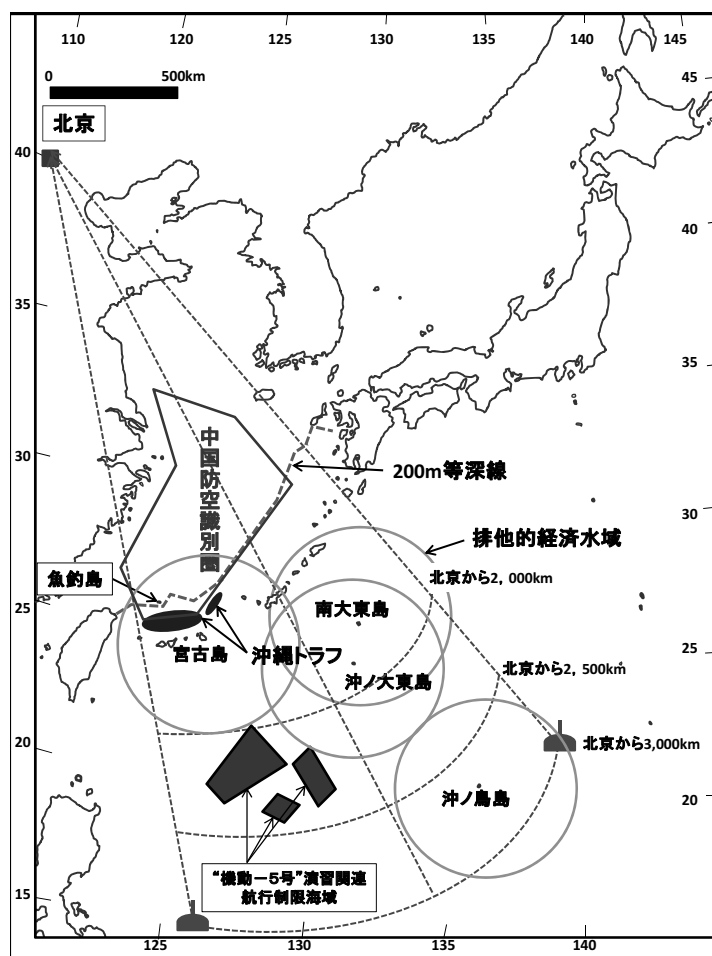 110 120 125 130 135 140 145
0 500km
45
北京
40
40
35
35
中国防空識別圏
30
200m等深線
30
排他的経済水域
魚釣島
北京から2，000km
25
南大東島
宮古島
沖縄トラフ
沖ノ大東島
25
北京から2，500km
20
北京から3,000km
沖ノ鳥島
20
“機動－5号”演習関連
航行制限海域
15
125 130 135 140